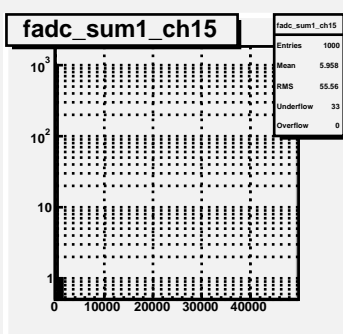 fadc_sum1_ch15
fadc_sum1_ch15
Entries 1000
Mean 5.958
RMS 55.56
Underflow 33
Overflow 0
10³
10²
10
1
0 10000 20000 30000 40000